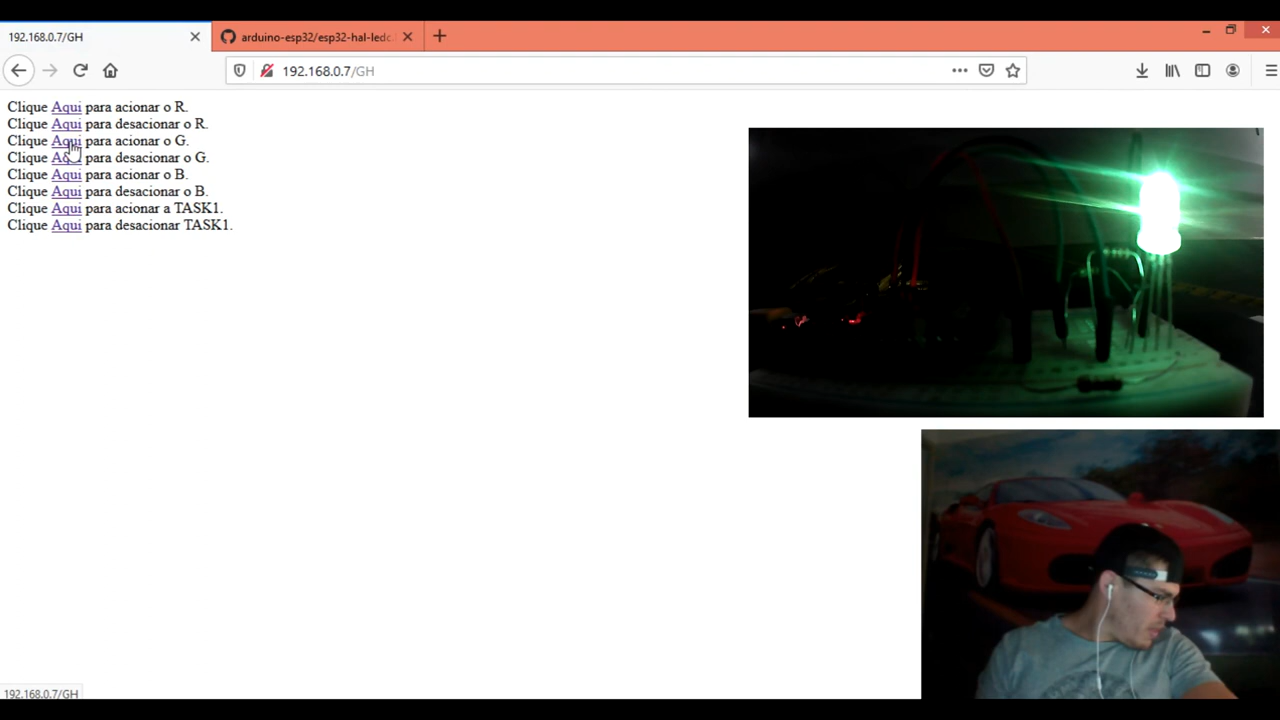 192.168.0.7/GH
arduino-esp32/esp32-hal-ledc.
192.168.0.7/GH
Clique Aqui para acionar o R.
Clique Aqui para desacionar o R.
Clique Aqui para acionar o G.
Clique Aqui para desacionar o G.
Clique Aqui para acionar o B.
Clique Aqui para desacionar o B.
Clique Aqui para acionar a TASK1.
Clique Aqui para desacionar TASK1.
192.168.0.7/GH